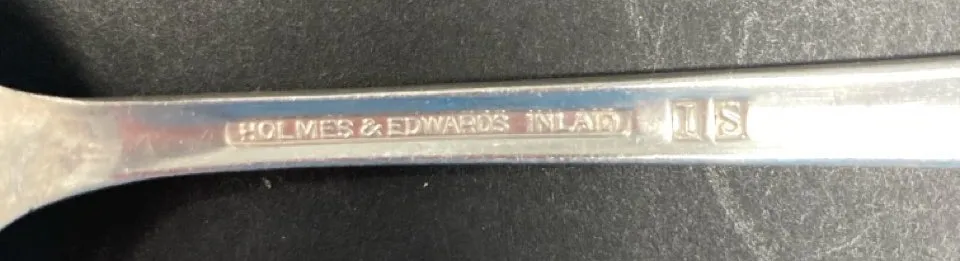 HOLMES & EDWARDS INLAID I S